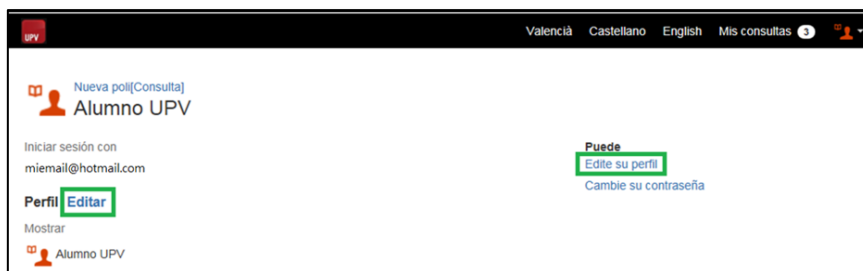 UPV
Valencià Castellano English Mis consultas 3
Nueva poli[Consulta]
Alumno UPV
Iniciar sesión con
miemail@hotmail.com
Perfil Editar
Mostrar
Alumno UPV
Puede
Edite su perfil
Cambie su contraseña